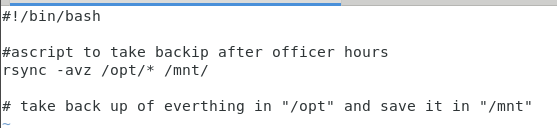 #!/bin/bash
#ascript to take backip after officer hours
rsync -avz /opt/* /mnt/
# take back up of everthing in "/opt" and save it in "/mnt"
~